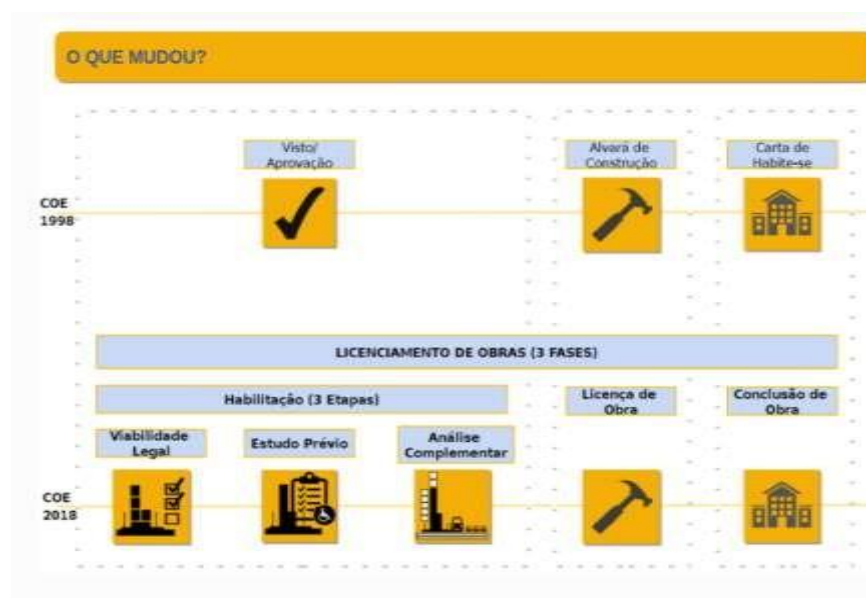 O QUE MUDOU?
Visto/
Aprovação
Alvará de
Construção
Carta de
Habite-se
COE
1998
LICENCIAMENTO DE OBRAS (3 FASES)
Habilitação (3 Etapas)
Licença de
Obra
Conclusão de
Obra
Viabilidade
Legal
Estudo Prévio
Análise
Complementar
COE
2018